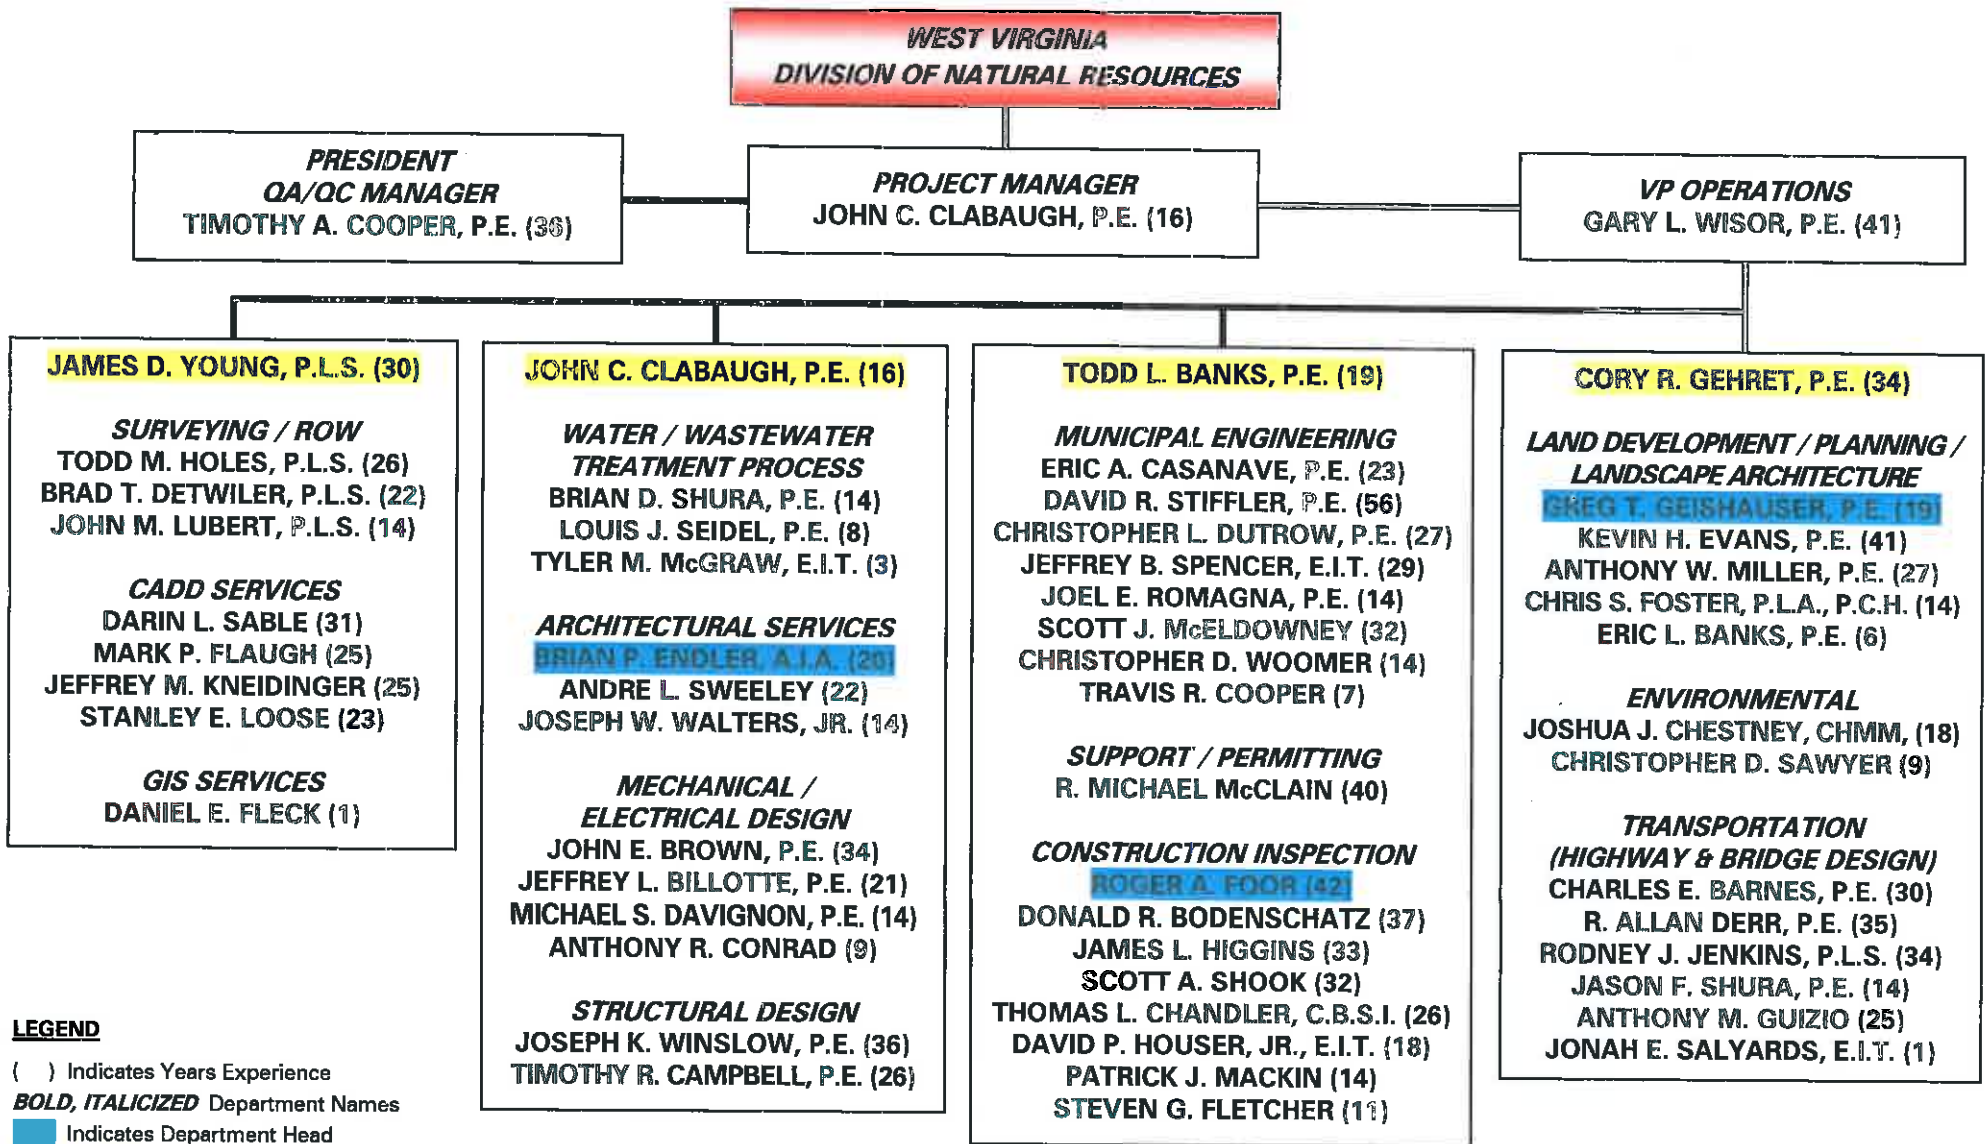 WEST VIRGINIA
DIVISION OF NATURAL RESOURCES
PRESIDENT
QA/QC MANAGER
TIMOTHY A. COOPER, P.E. (36)
PROJECT MANAGER
JOHN C. CLABAUGH, P.E. (16)
VP OPERATIONS
GARY L. WISOR, P.E. (41)
JAMES D. YOUNG, P.L.S. (30)
SURVEYING / ROW
TODD M. HOLES, P.L.S. (26)
BRAD T. DETWILER, P.L.S. (22)
JOHN M. LUBERT, P.L.S. (14)
CADD SERVICES
DARIN L. SABLE (31)
MARK P. FLAUGH (25)
JEFFREY M. KNEIDINGER (25)
STANLEY E. LOOSE (23)
GIS SERVICES
DANIEL E. FLECK (1)
JOHN C. CLABAUGH, P.E. (16)
WATER / WASTEWATER
TREATMENT PROCESS
BRIAN D. SHURA, P.E. (14)
LOUIS J. SEIDEL, P.E. (8)
TYLER M. McGRAW, E.I.T. (3)
ARCHITECTURAL SERVICES
BRIAN P. ENDLER, A.I.A. (20)
ANDRE L. SWEELEY (22)
JOSEPH W. WALTERS, JR. (14)
MECHANICAL /
ELECTRICAL DESIGN
JOHN E. BROWN, P.E. (34)
JEFFREY L. BILLOTTE, P.E. (21)
MICHAEL S. DAVIGNON, P.E. (14)
ANTHONY R. CONRAD (9)
STRUCTURAL DESIGN
JOSEPH K. WINSLOW, P.E. (36)
TIMOTHY R. CAMPBELL, P.E. (26)
TODD L. BANKS, P.E. (19)
MUNICIPAL ENGINEERING
ERIC A. CASANAVE, P.E. (23)
DAVID R. STIFFLER, P.E. (56)
CHRISTOPHER L. DUTROW, P.E. (27)
JEFFREY B. SPENCER, E.I.T. (29)
JOEL E. ROMAGNA, P.E. (14)
SCOTT J. McELDOWNEY (32)
CHRISTOPHER D. WOOMER (14)
TRAVIS R. COOPER (7)
SUPPORT / PERMITTING
R. MICHAEL McCLAIN (40)
CONSTRUCTION INSPECTION
ROGER A. FOOR (42)
DONALD R. BODENSCHATZ (37)
JAMES L. HIGGINS (33)
SCOTT A. SHOOK (32)
THOMAS L. CHANDLER, C.B.S.I. (26)
DAVID P. HOUSER, JR., E.I.T. (18)
PATRICK J. MACKIN (14)
STEVEN G. FLETCHER (11)
CORY R. GEHRET, P.E. (34)
LAND DEVELOPMENT / PLANNING /
LANDSCAPE ARCHITECTURE
GREG T. GEISHAUSER, P.E. (19)
KEVIN H. EVANS, P.E. (41)
ANTHONY W. MILLER, P.E. (27)
CHRIS S. FOSTER, P.L.A., P.C.H. (14)
ERIC L. BANKS, P.E. (6)
ENVIRONMENTAL
JOSHUA J. CHESTNEY, CHMM, (18)
CHRISTOPHER D. SAWYER (9)
TRANSPORTATION
(HIGHWAY & BRIDGE DESIGN)
CHARLES E. BARNES, P.E. (30)
R. ALLAN DERR, P.E. (35)
RODNEY J. JENKINS, P.L.S. (34)
JASON F. SHURA, P.E. (14)
ANTHONY M. GUIZIO (25)
JONAH E. SALYARDS, E.I.T. (1)
LEGEND
( ) Indicates Years Experience
BOLD, ITALICIZED Department Names
Indicates Department Head